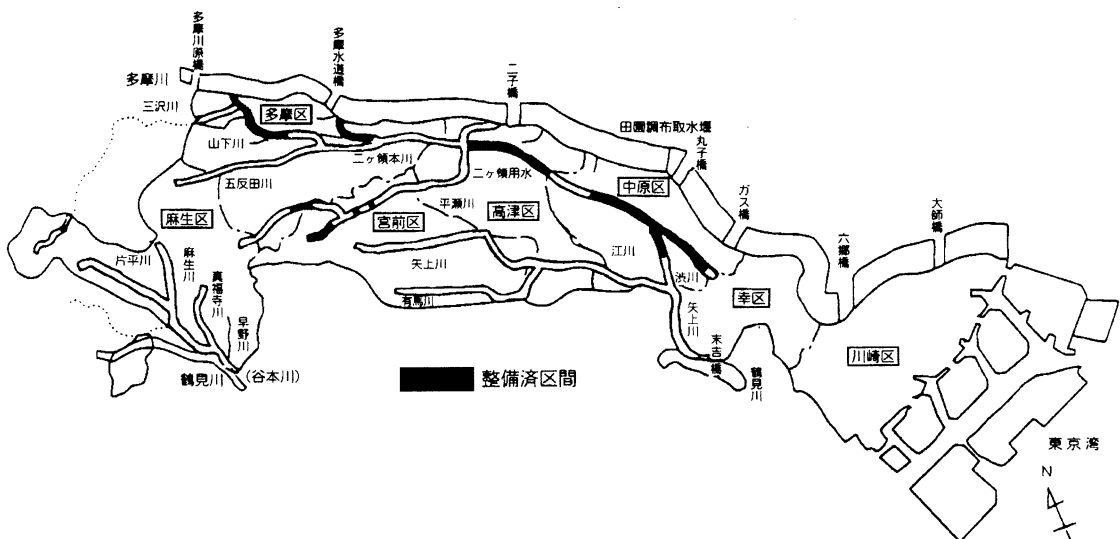 多摩川原橋
多摩水道橋
二子橋
多摩川
三沢川
多摩区
田園調布取水堰
丸子橋
山下川
二ヶ領本川
二ヶ領用水
中原区
ガス橋
五反田川
麻生区
宮前区
平瀬川
高津区
大師橋
六郷橋
片平川
麻生川
真福寺川
矢上川
江川
渋川
幸区
有馬川
早野川
矢上川
末吉橋
川崎区
鶴見川
(谷本川)
整備済区間
鶴見川
東京湾
N